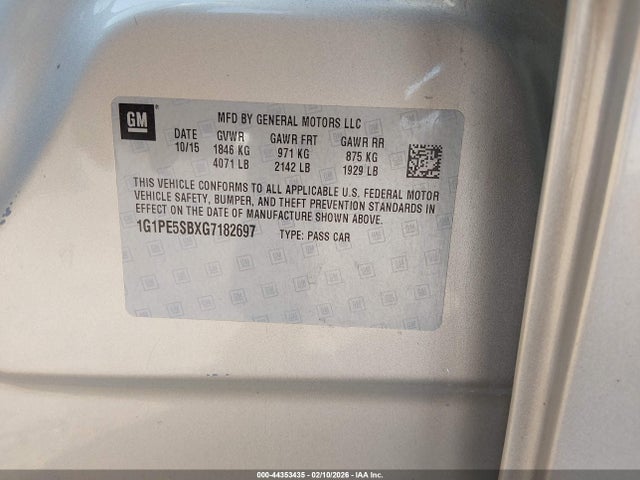 GM
MFD BY GENERAL MOTORS LLC
DATE GVWR GAWR FRT GAWR RR
10/15 1846 KG 971 KG 875 KG
4071 LB 2142 LB 1929 LB
THIS VEHICLE CONFORMS TO ALL APPLICABLE U.S. FEDERAL MOTOR
VEHICLE SAFETY, BUMPER, AND THEFT PREVENTION STANDARDS IN
EFFECT ON THE DATE OF MANUFACTURE SHOWN ABOVE.
1G1PE5SBXG7182697 TYPE: PASS CAR
000-44353435 - 02/10/2026 - IAA Inc.